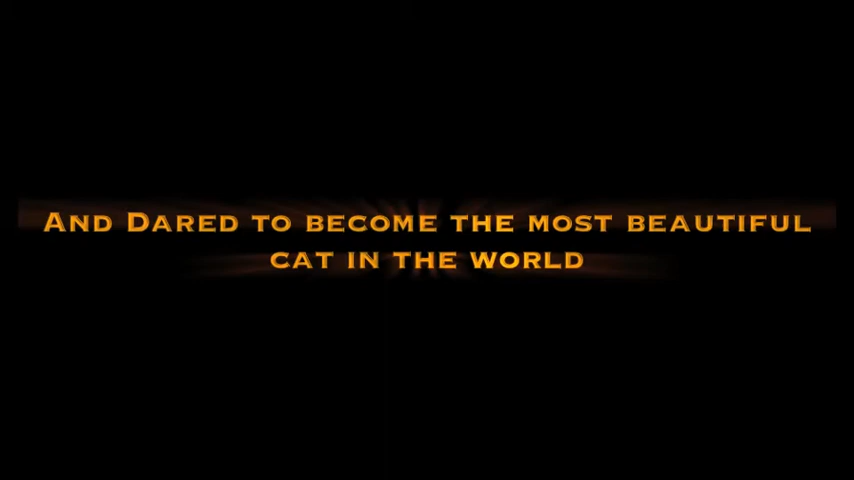 And Dared to become the most beautiful
cat in the world